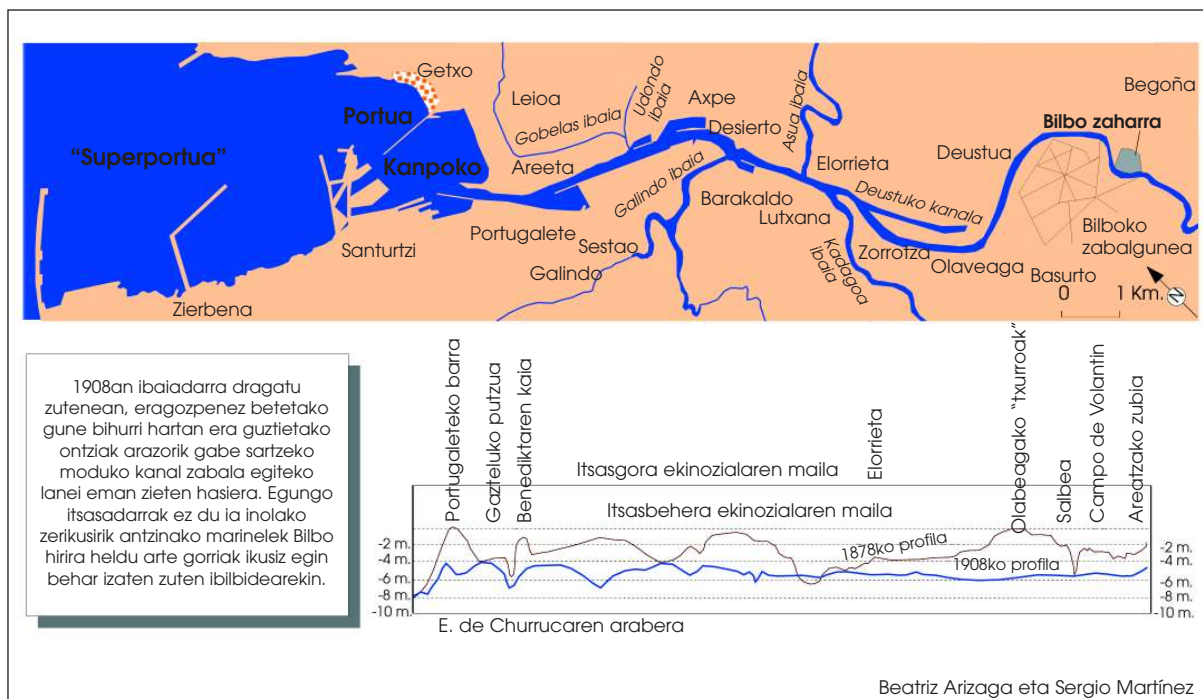 Getxo
Begoña
Leioa
Udondo
ibaia
Axpe
Asua ibaia
Portua
Gobelas ibaia
Desierto
Bilbo zaharra
"Superportua"
Kanpoko
Areeta
Galindo ibaia
Elorrieta
Deustua
Barakaldo
Deustuko kanala
Lutxana
Portugalete
Sestao
Kadagoa
ibaia
Zorrotza
Bilboko
zabalgunea
Santurtzi
Galindo
Olaveaga
Basurto
Zierbena
0 1 Km.
N
1908an ibaiadarra dragatu
zutenean, eragozpenez betetako
gune bihurri hartan era guztietako
ontziak arazorik gabe sartzeko
moduko kanal zabala egiteko
lanei eman zieten hasiera. Egungo
itsasadarrak ez du ia inolako
zerikusirik antzinako marinelek Bilbo
hirira heldu arte gorriak ikusiz egin
behar izaten zuten ibilbidearekin.
Portugaleteko barra
Gazteluko putzua
Benediktaren kaia
Elorrieta
Olabeagako "txurroak"
Salbea
Campo de Volantin
Areatzako zubia
Itsasgora ekinozialaren maila
Itsasbehera ekinozialaren maila
1878ko profila
1908ko profila
-2 m.
-4 m.
-6 m.
-8 m.
-10 m.
-2 m.
-4 m.
-6 m.
-8 m.
-10 m.
E. de Churrucaren arabera
Beatriz Arizaga eta Sergio Martínez